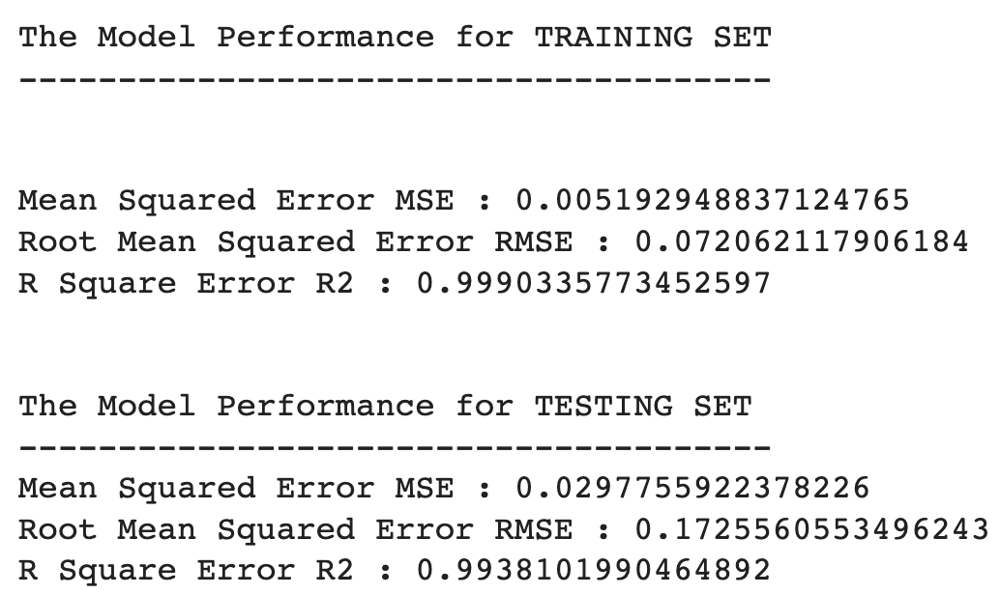 The Model Performance for TRAINING SET
--------------------------------------
Mean Squared Error MSE : 0.005192948837124765
Root Mean Squared Error RMSE : 0.072062117906184
R Square Error R2 : 0.9990335773452597
The Model Performance for TESTING SET
--------------------------------------
Mean Squared Error MSE : 0.0297755922378226
Root Mean Squared Error RMSE : 0.1725560553496243
R Square Error R2 : 0.9938101990464892